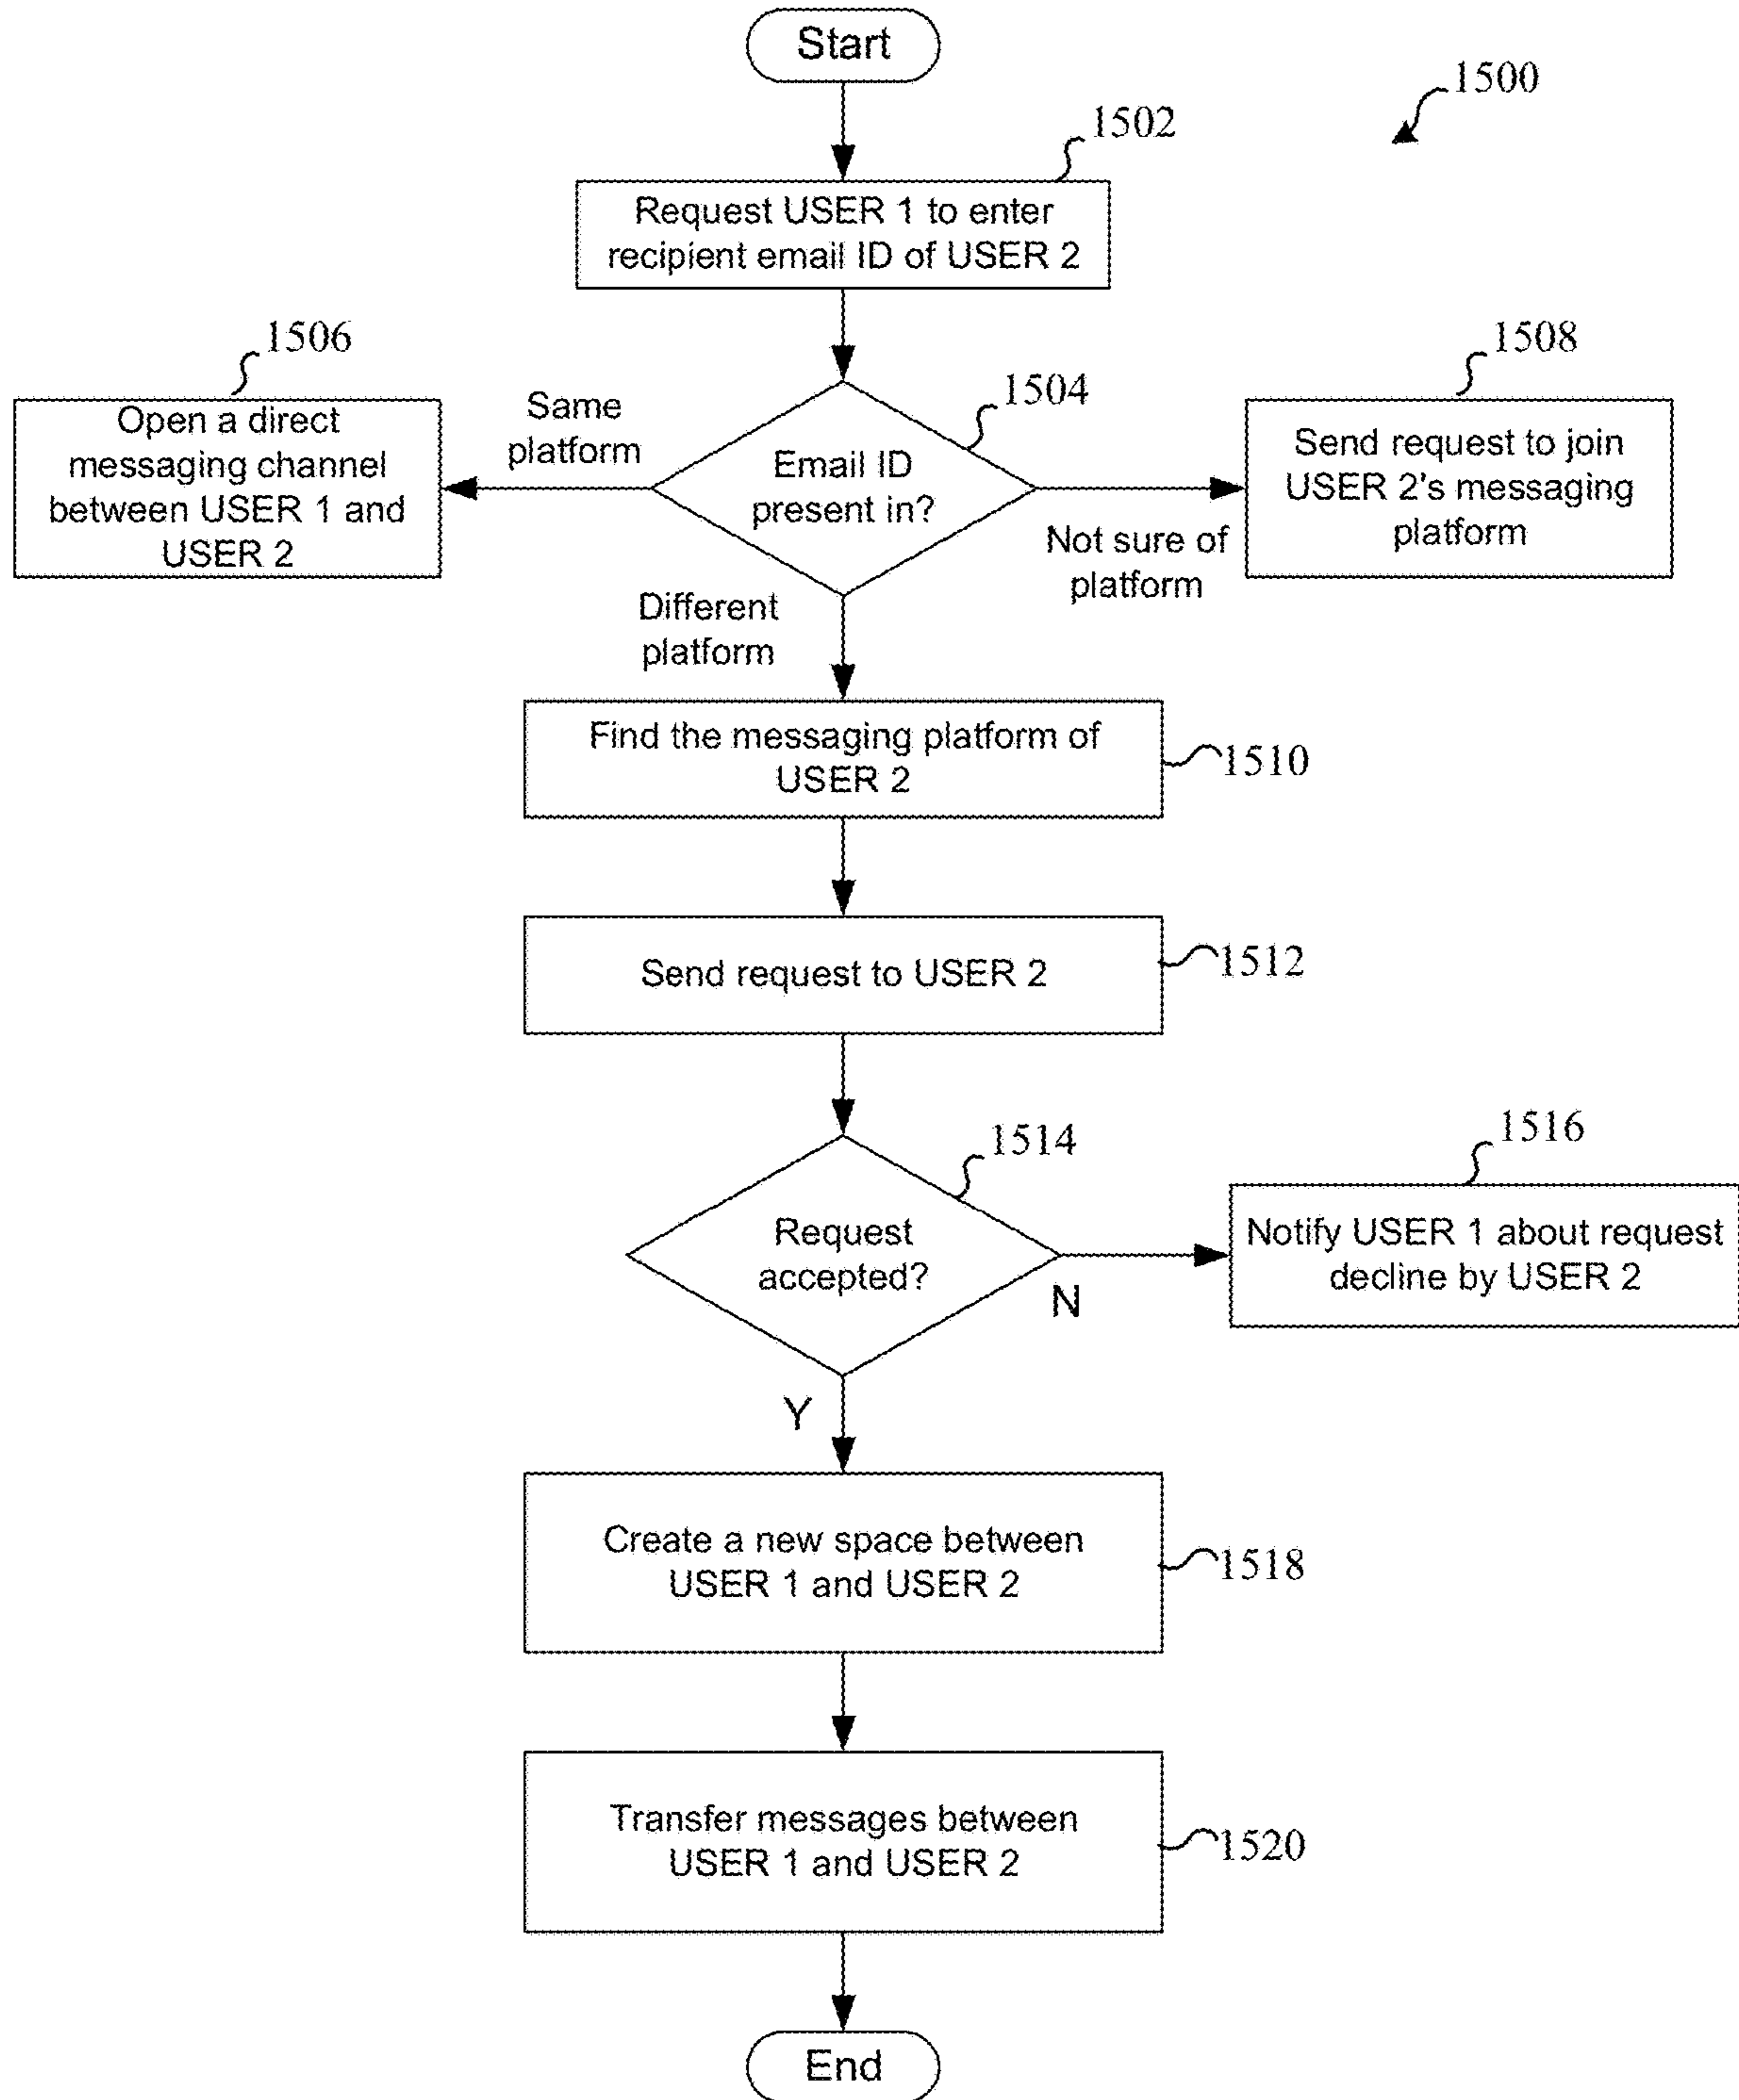 Start
1500
1502
Request USER 1 to enter
recipient email ID of USER 2
1506
1508
1504
Open a direct
messaging channel
between USER 1 and
USER 2
Same
platform
Email ID
present in?
Not sure of
platform
Send request to join
USER 2's messaging
platform
Different
platform
Find the messaging platform of
USER 2
1510
Send request to USER 2
1512
1514
1516
Request
accepted?
N
Notify USER 1 about request
decline by USER 2
Y
Create a new space between
USER 1 and USER 2
1518
Transfer messages between
USER 1 and USER 2
1520
End